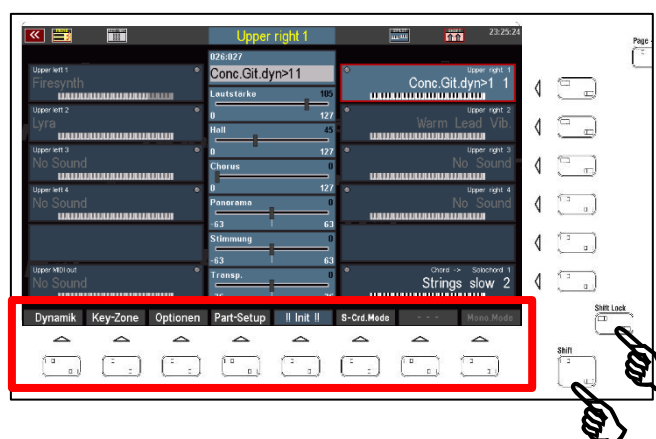 Upper right 1
23:25:24
Page
026:027
Conc.Git.dyn>11
Upper left 1
Firesynth
Lautstärke 105
0 127
Upper right 1
Conc.Git.dyn>1 1
Upper left 2
Lyra
Hall 45
0 127
Upper right 2
Warm Lead Vib.
Upper left 3
No Sound
Chorus 0
0 127
Upper right 3
No Sound
Upper left 4
No Sound
Panorama 0
-63 63
Upper right 4
No Sound
Stimmung 0
-63 63
Upper MIDI out
No Sound
Transp. 0
-36 36
Chord -> Solochord 1
Strings slow 2
Dynamik Key-Zone Optionen Part-Setup !! Init !! S-Crd.Mode - - - Mono Mode
Shift Lock
Shift